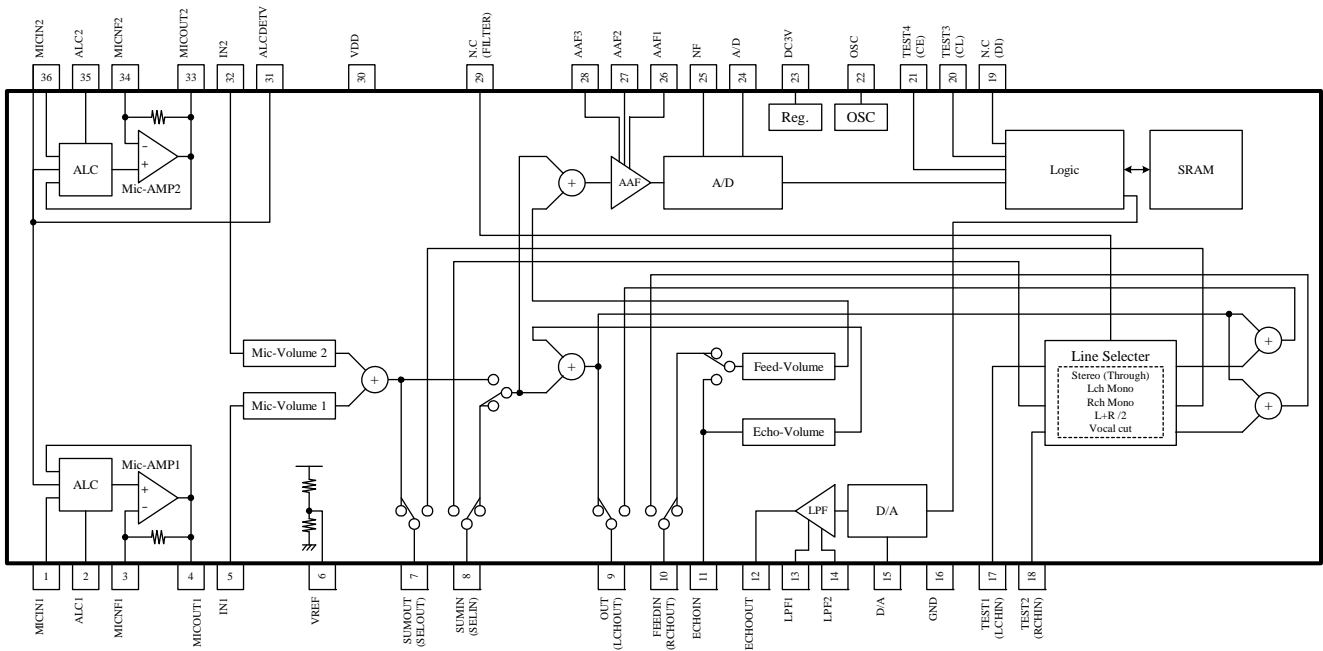 MICIN2
ALC2
MICNF2
MICOUT2
IN2
ALCDETV
VDD
N.C
(FILTER)
AAF3
AAF2
AAF1
NF
A/D
DC3V
OSC
TEST4
(CE)
TEST3
(CL)
N.C
(DI)
36
35
34
33
32
31
30
29
28
27
26
25
24
23
22
21
20
19
Reg.
OSC
ALC
−
+
Mic-AMP2
+
AAF
A/D
Logic
SRAM
Mic-Volume 2
+
Mic-Volume 1
+
Feed-Volume
Echo-Volume
Line Selecter
Stereo (Through)
Lch Mono
Rch Mono
L+R /2
Vocal cut
+
+
Mic-AMP1
ALC
+
−
LPF
D/A
1
2
3
4
5
6
7
8
9
10
11
12
13
14
15
16
17
18
MICIN1
ALC1
MICNF1
MICOUT1
IN1
VREF
SUMOUT
(SELOUT)
SUMIN
(SELIN)
OUT
(LCHOUT)
FEEDIN
(RCHOUT)
ECHOIN
ECHOOUT
LPF1
LPF2
D/A
GND
TEST1
(LCHIN)
TEST2
(RCHIN)